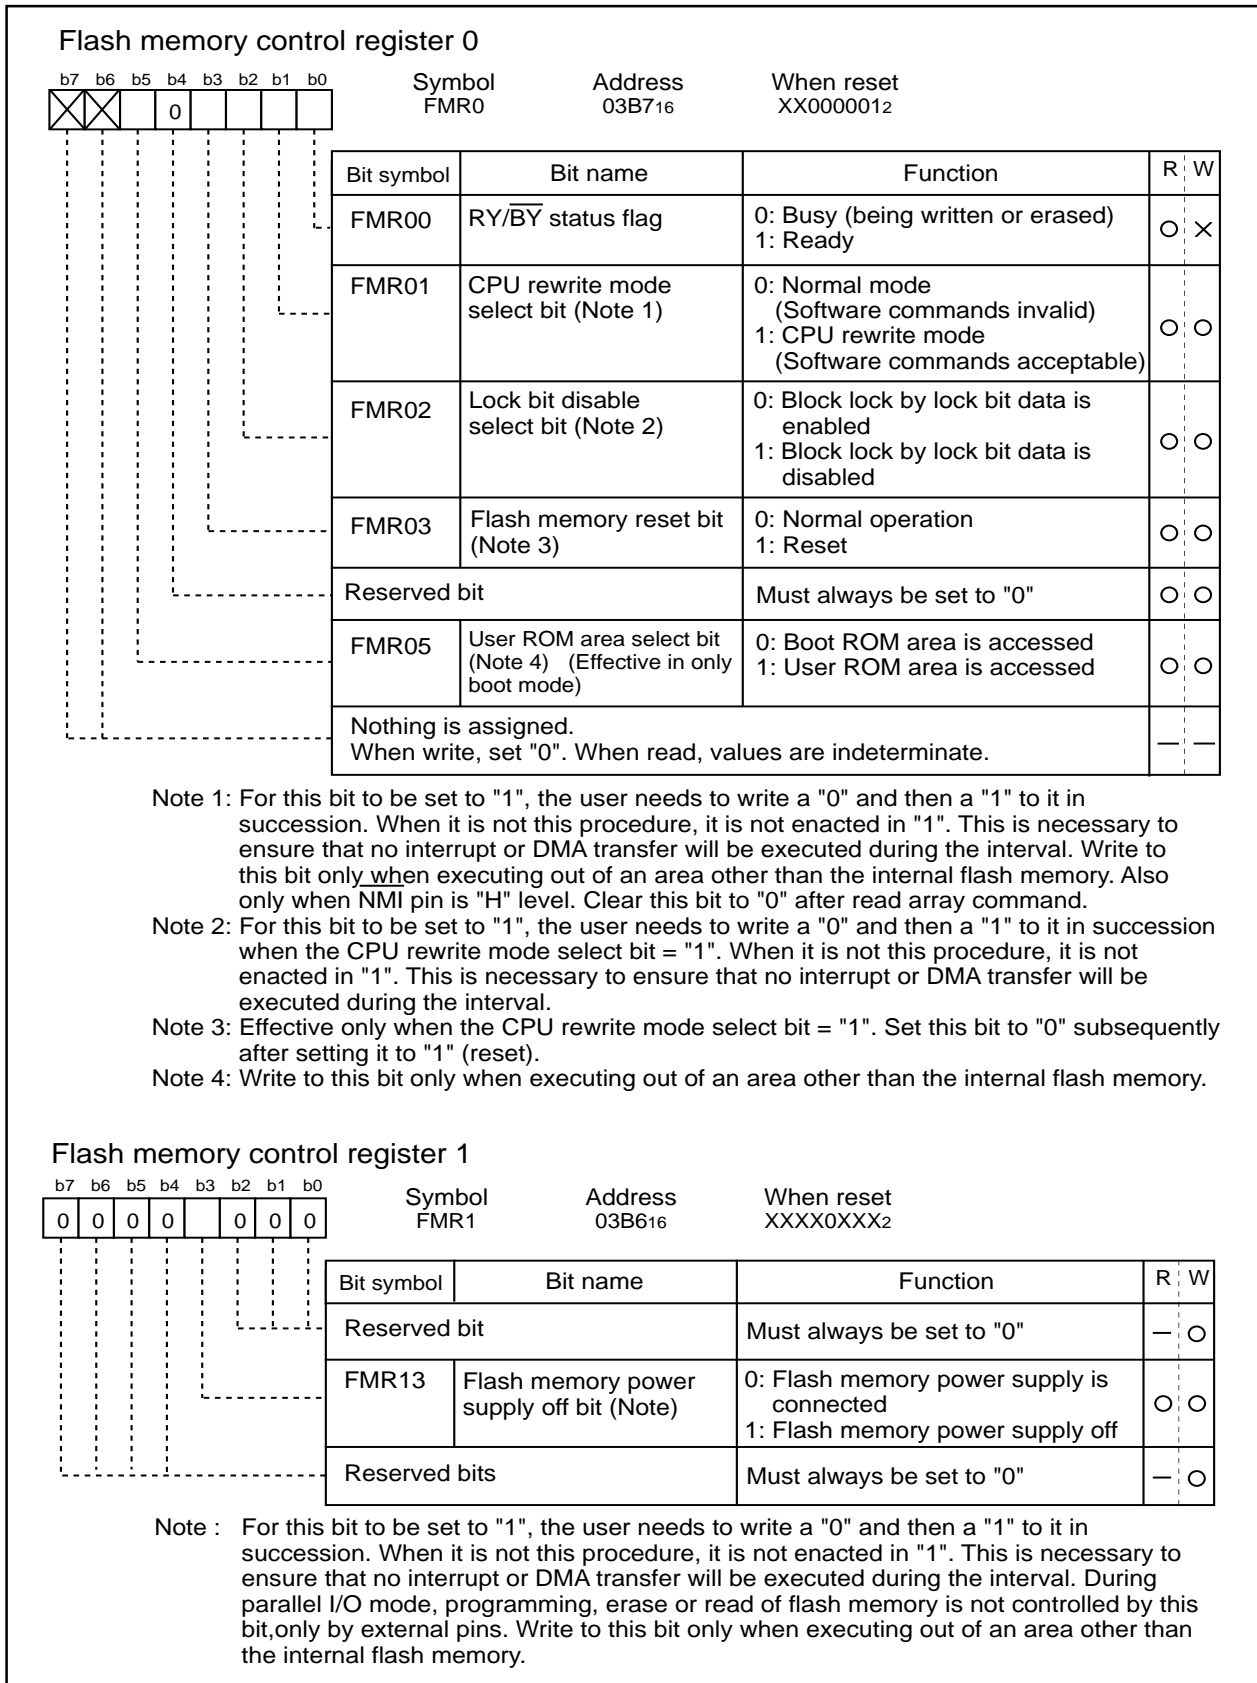 Flash memory control register 0
b7 b6 b5 b4 b3 b2 b1 b0
0
Symbol Address When reset
FMR0 03B716 XX0000012
Bit symbol Bit name Function R W
FMR00 RY/BY status flag 0: Busy (being written or erased)
1: Ready
FMR01 CPU rewrite mode 0: Normal mode
select bit (Note 1) (Software commands invalid)
1: CPU rewrite mode
(Software commands acceptable)
FMR02 Lock bit disable 0: Block lock by lock bit data is
select bit (Note 2) enabled
1: Block lock by lock bit data is
disabled
FMR03 Flash memory reset bit 0: Normal operation
(Note 3) 1: Reset
Reserved bit Must always be set to "0"
FMR05 User ROM area select bit 0: Boot ROM area is accessed
(Note 4) (Effective in only 1: User ROM area is accessed
boot mode)
Nothing is assigned.
When write, set "0". When read, values are indeterminate.
Note 1: For this bit to be set to "1", the user needs to write a "0" and then a "1" to it in
succession. When it is not this procedure, it is not enacted in "1". This is necessary to
ensure that no interrupt or DMA transfer will be executed during the interval. Write to
this bit only when executing out of an area other than the internal flash memory. Also
only when NMI pin is "H" level. Clear this bit to "0" after read array command.
Note 2: For this bit to be set to "1", the user needs to write a "0" and then a "1" to it in succession
when the CPU rewrite mode select bit = "1". When it is not this procedure, it is not
enacted in "1". This is necessary to ensure that no interrupt or DMA transfer will be
executed during the interval.
Note 3: Effective only when the CPU rewrite mode select bit = "1". Set this bit to "0" subsequently
after setting it to "1" (reset).
Note 4: Write to this bit only when executing out of an area other than the internal flash memory.
Flash memory control register 1
b7 b6 b5 b4 b3 b2 b1 b0
0 0 0 0 0 0 0
Symbol Address When reset
FMR1 03B616 XXXX0XXX2
Bit symbol Bit name Function R W
Reserved bit Must always be set to "0"
FMR13 Flash memory power 0: Flash memory power supply is
supply off bit (Note) connected
1: Flash memory power supply off
Reserved bits Must always be set to "0"
Note : For this bit to be set to "1", the user needs to write a "0" and then a "1" to it in
succession. When it is not this procedure, it is not enacted in "1". This is necessary to
ensure that no interrupt or DMA transfer will be executed during the interval. During
parallel I/O mode, programming, erase or read of flash memory is not controlled by this
bit,only by external pins. Write to this bit only when executing out of an area other than
the internal flash memory.